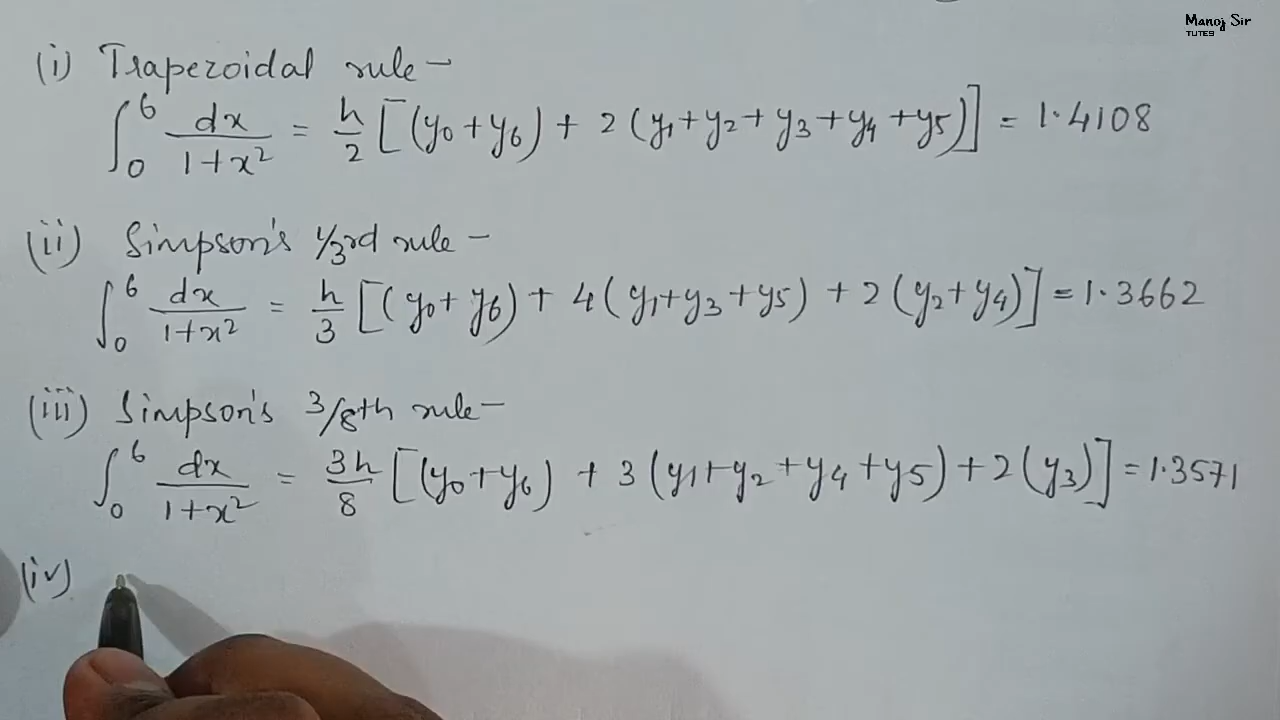 Manoj Sir
TUTES
(i) Trapezoidal rule –
∫₀⁶ dx/(1+x²) = h/2 [(y₀+y₆) + 2(y₁+y₂+y₃+y₄+y₅)] = 1.4108
(ii) Simpson's 1/3rd rule –
∫₀⁶ dx/(1+x²) = h/3 [(y₀+y₆) + 4(y₁+y₃+y₅) + 2(y₂+y₄)] = 1.3662
(iii) Simpson's 3/8th rule –
∫₀⁶ dx/(1+x²) = 3h/8 [(y₀+y₆) + 3(y₁+y₂+y₄+y₅) + 2(y₃)] = 1.3571
(iv)